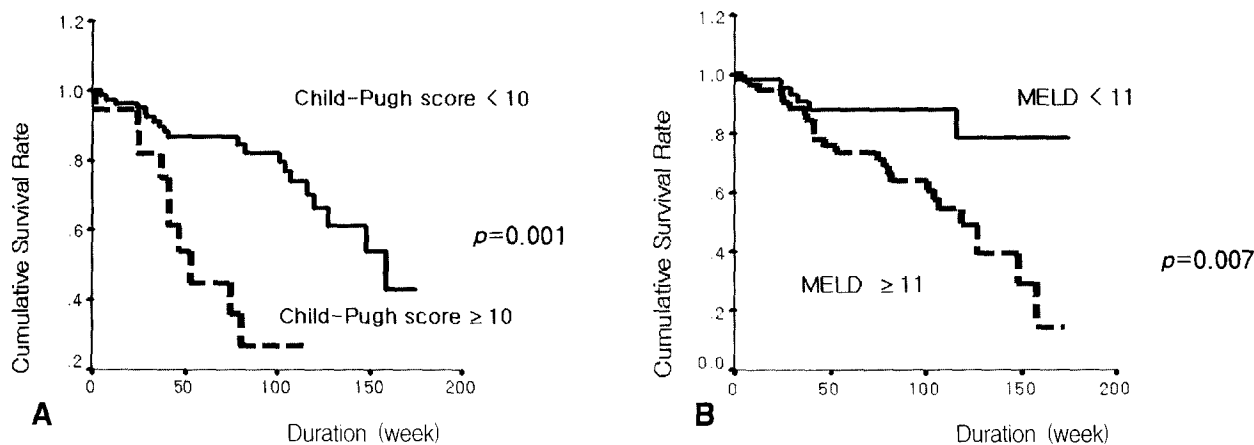 1.2
1.0
.8
.6
.4
.2
Cumulative Survival Rate
Child-Pugh score < 10
p=0.001
Child-Pugh score ≥ 10
0 50 100 150 200
A
Duration (week)
1.2
1.0
.8
.6
.4
.2
0.0
Cumulative Survival Rate
MELD < 11
p=0.007
MELD ≥ 11
0 50 100 150 200
B
Duration (week)